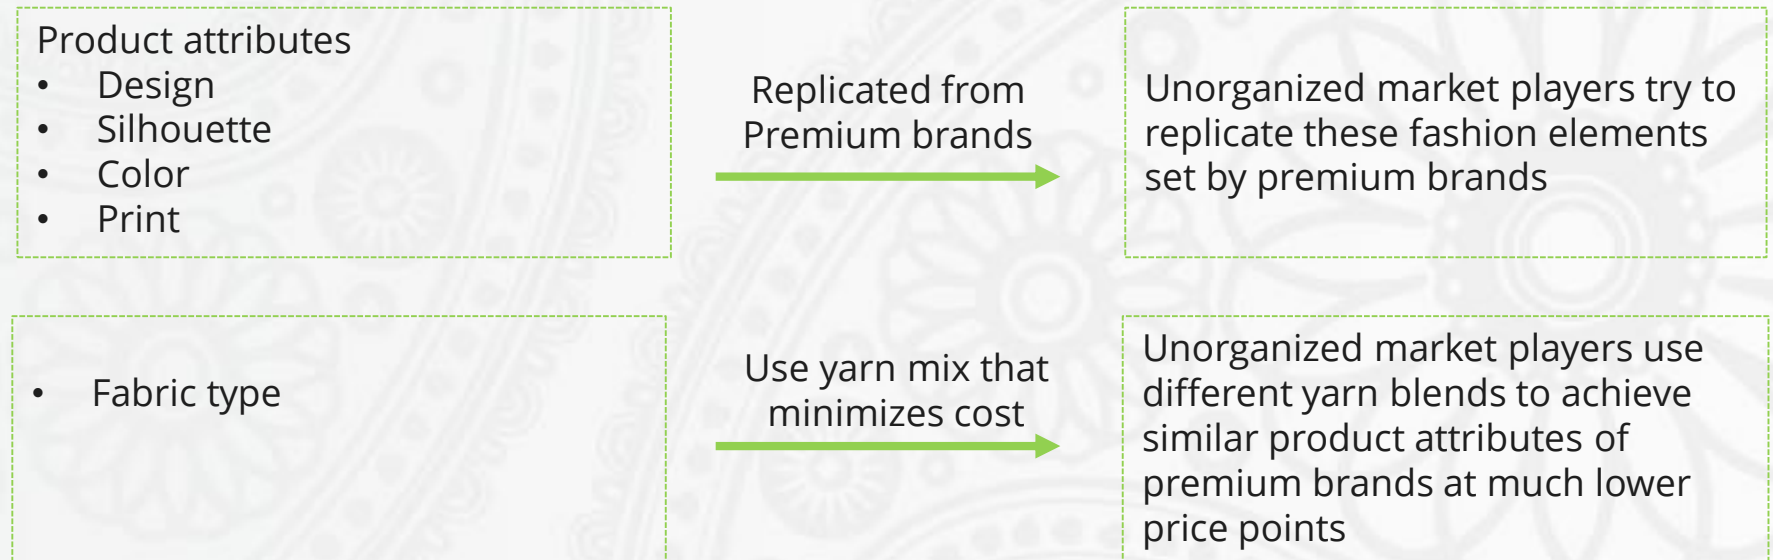 Product attributes
• Design
• Silhouette
• Color
• Print
Replicated from
Premium brands
Unorganized market players try to
replicate these fashion elements
set by premium brands
• Fabric type
Use yarn mix that
minimizes cost
Unorganized market players use
different yarn blends to achieve
similar product attributes of
premium brands at much lower
price points